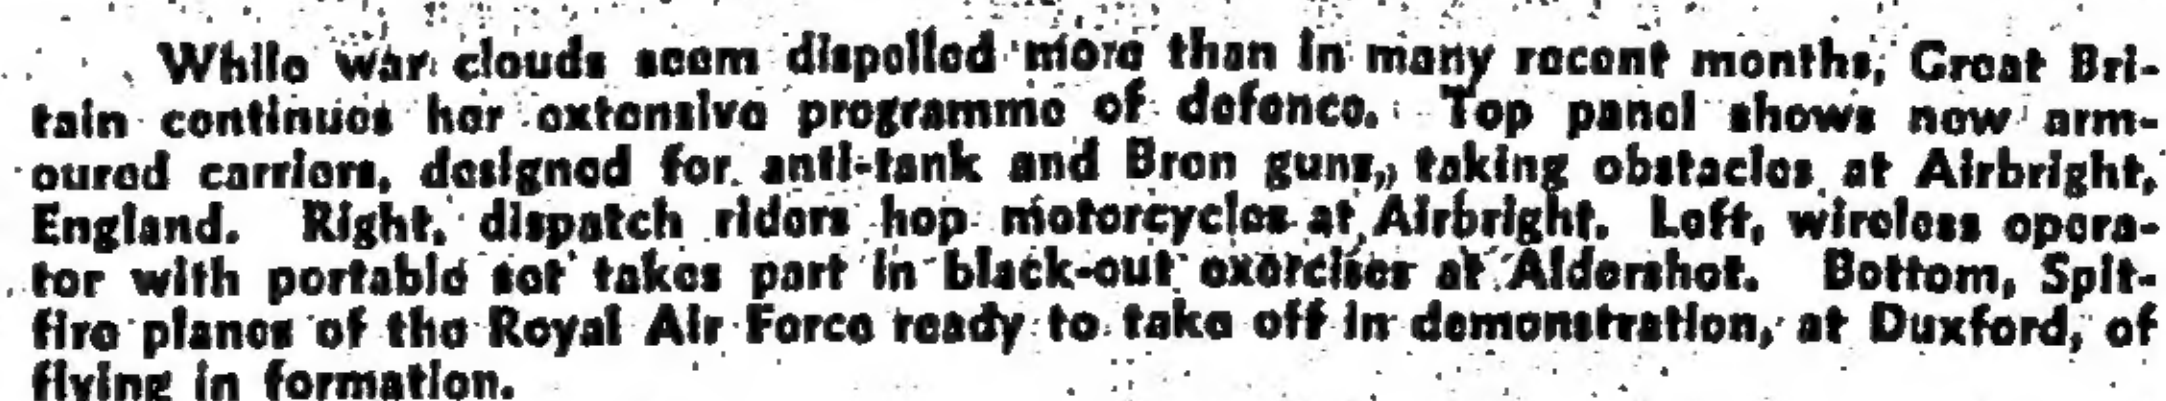 While war clouds seem dispelled more than in many recent months, Great Bri-
tain continues her extensive programme of defence. Top panel shows new arm-
oured carriers, designed for anti-tank and Bren guns,, taking obstacles at Airbright,
England. Right, dispatch riders hop motorcycles at Airbright. Left, wireless opera-
tor with portable set takes part in black-out exercises at Aldershot. Bottom, Spit-
fire planes of the Royal Air Force ready to take off in demonstration, at Duxford, of
flying in formation.